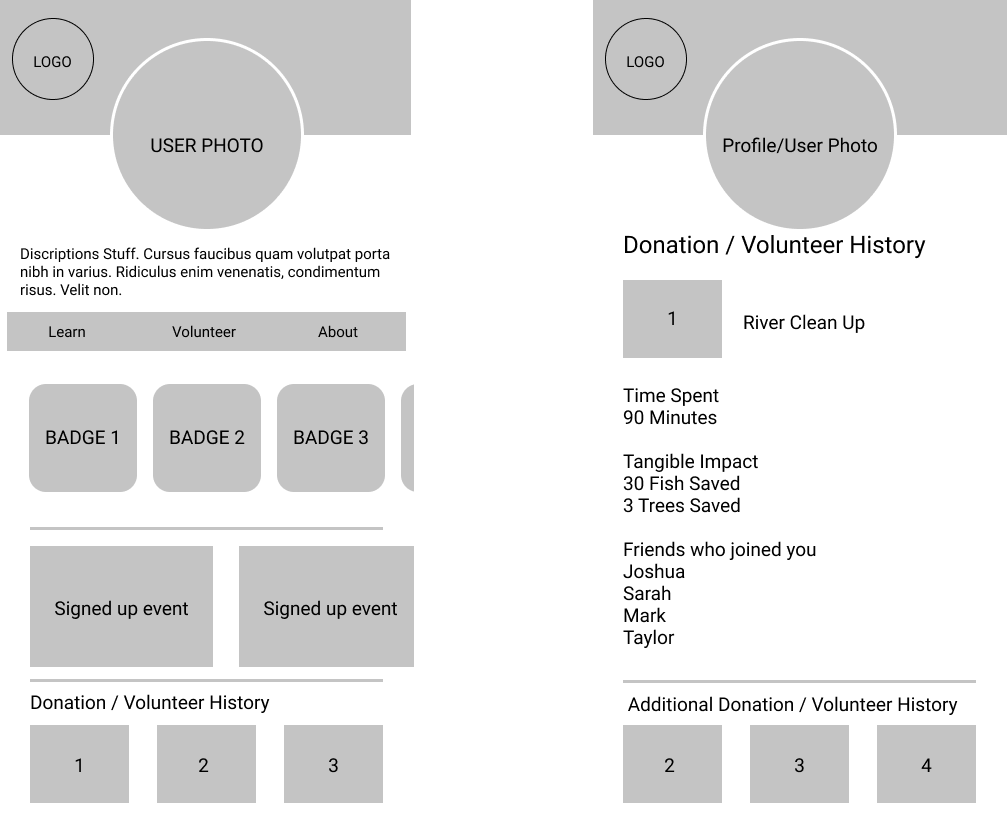 LOGO
USER PHOTO
Discriptions Stuff. Cursus faucibus quam volutpat porta
nibh in varius. Ridiculus enim venenatis, condimentum
risus. Velit non.
Learn
Volunteer
About
BADGE 1
BADGE 2
BADGE 3
Signed up event
Signed up event
Donation / Volunteer History
1
2
3
LOGO
Profile/User Photo
Donation / Volunteer History
1
River Clean Up
Time Spent
90 Minutes
Tangible Impact
30 Fish Saved
3 Trees Saved
Friends who joined you
Joshua
Sarah
Mark
Taylor
Additional Donation / Volunteer History
2
3
4